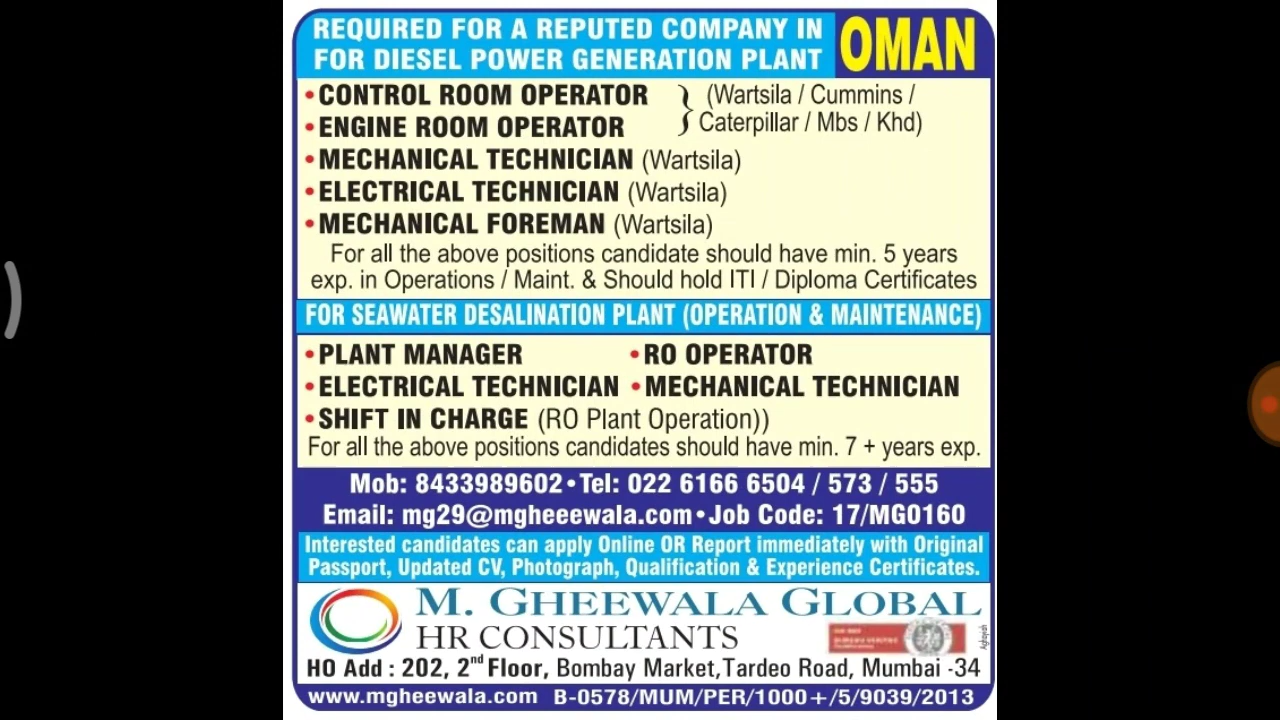 REQUIRED FOR A REPUTED COMPANY IN OMAN
FOR DIESEL POWER GENERATION PLANT
•CONTROL ROOM OPERATOR
•ENGINE ROOM OPERATOR
(Wartsila / Cummins /
Caterpillar / Mbs / Khd)
•MECHANICAL TECHNICIAN (Wartsila)
•ELECTRICAL TECHNICIAN (Wartsila)
•MECHANICAL FOREMAN (Wartsila)
For all the above positions candidate should have min. 5 years
exp. in Operations / Maint. & Should hold ITI / Diploma Certificates
FOR SEAWATER DESALINATION PLANT (OPERATION & MAINTENANCE)
•PLANT MANAGER •RO OPERATOR
•ELECTRICAL TECHNICIAN •MECHANICAL TECHNICIAN
•SHIFT IN CHARGE (RO Plant Operation))
For all the above positions candidates should have min. 7 + years exp.
Mob: 8433989602•Tel: 022 6166 6504 / 573 / 555
Email: mg29@mgheeewala.com•Job Code: 17/MG0160
Interested candidates can apply Online OR Report immediately with Original
Passport, Updated CV, Photograph, Qualification & Experience Certificates.
M. GHEEWALA GLOBAL
HR CONSULTANTS
HO Add : 202, 2nd Floor, Bombay Market,Tardeo Road, Mumbai -34
www.mgheewala.com B-0578/MUM/PER/1000+/5/9039/2013